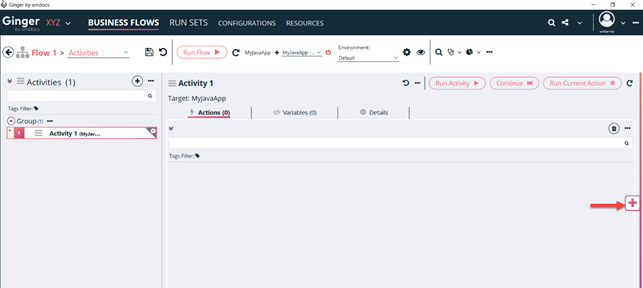 Ginger by amdocs
Ginger
by amdocs
XYZ
BUSINESS FLOWS
RUN SETS
CONFIGURATIONS
RESOURCES
Flow 1 > Activities
Run Flow
MyJavaApp
MyJavaApp - ..
Environment:
Default
Activities (1)
Tags Filter:
Group(1)
1
Activity 1 (MyJav...
Activity 1
Run Activity
Continue
Run Current Action
Target: MyJavaApp
Actions (0)
Variables (0)
Details
Tags Filter: